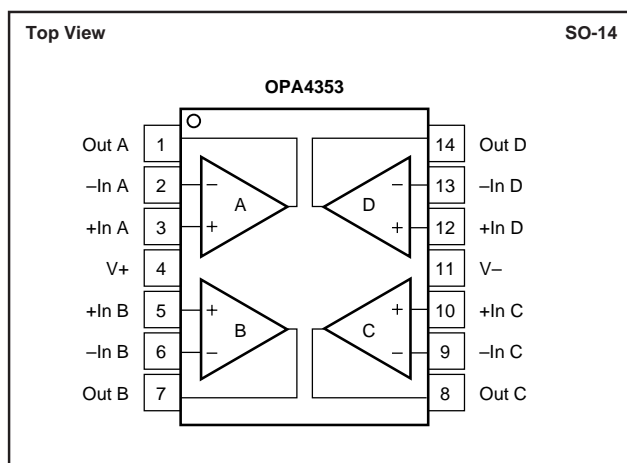 Top View SO-14
OPA4353
Out A 1 14 Out D
–In A 2 – – 13 –In D
A D
+In A 3 + + 12 +In D
V+ 4 11 V–
+In B 5 + + 10 +In C
B C
–In B 6 – – 9 –In C
Out B 7 8 Out C